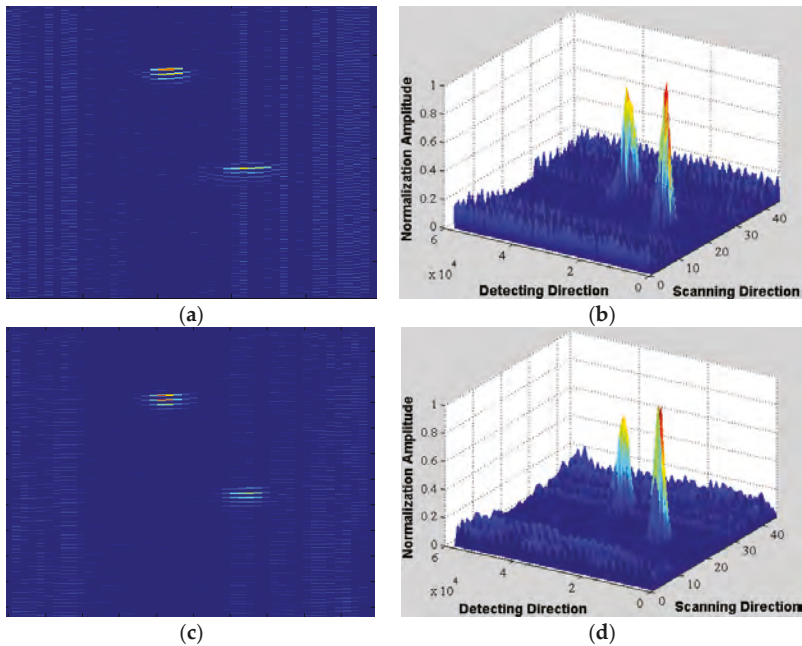 Normalization Amplitude
1
0.8
0.6
0.4
0.2
0
6
4
2
0
x 10⁴
0
10
20
30
40
Detecting Direction
Scanning Direction
(a)
(b)
Normalization Amplitude
1
0.8
0.6
0.4
0.2
0
6
4
2
0
x 10⁴
0
10
20
30
40
Detecting Direction
Scanning Direction
(c)
(d)